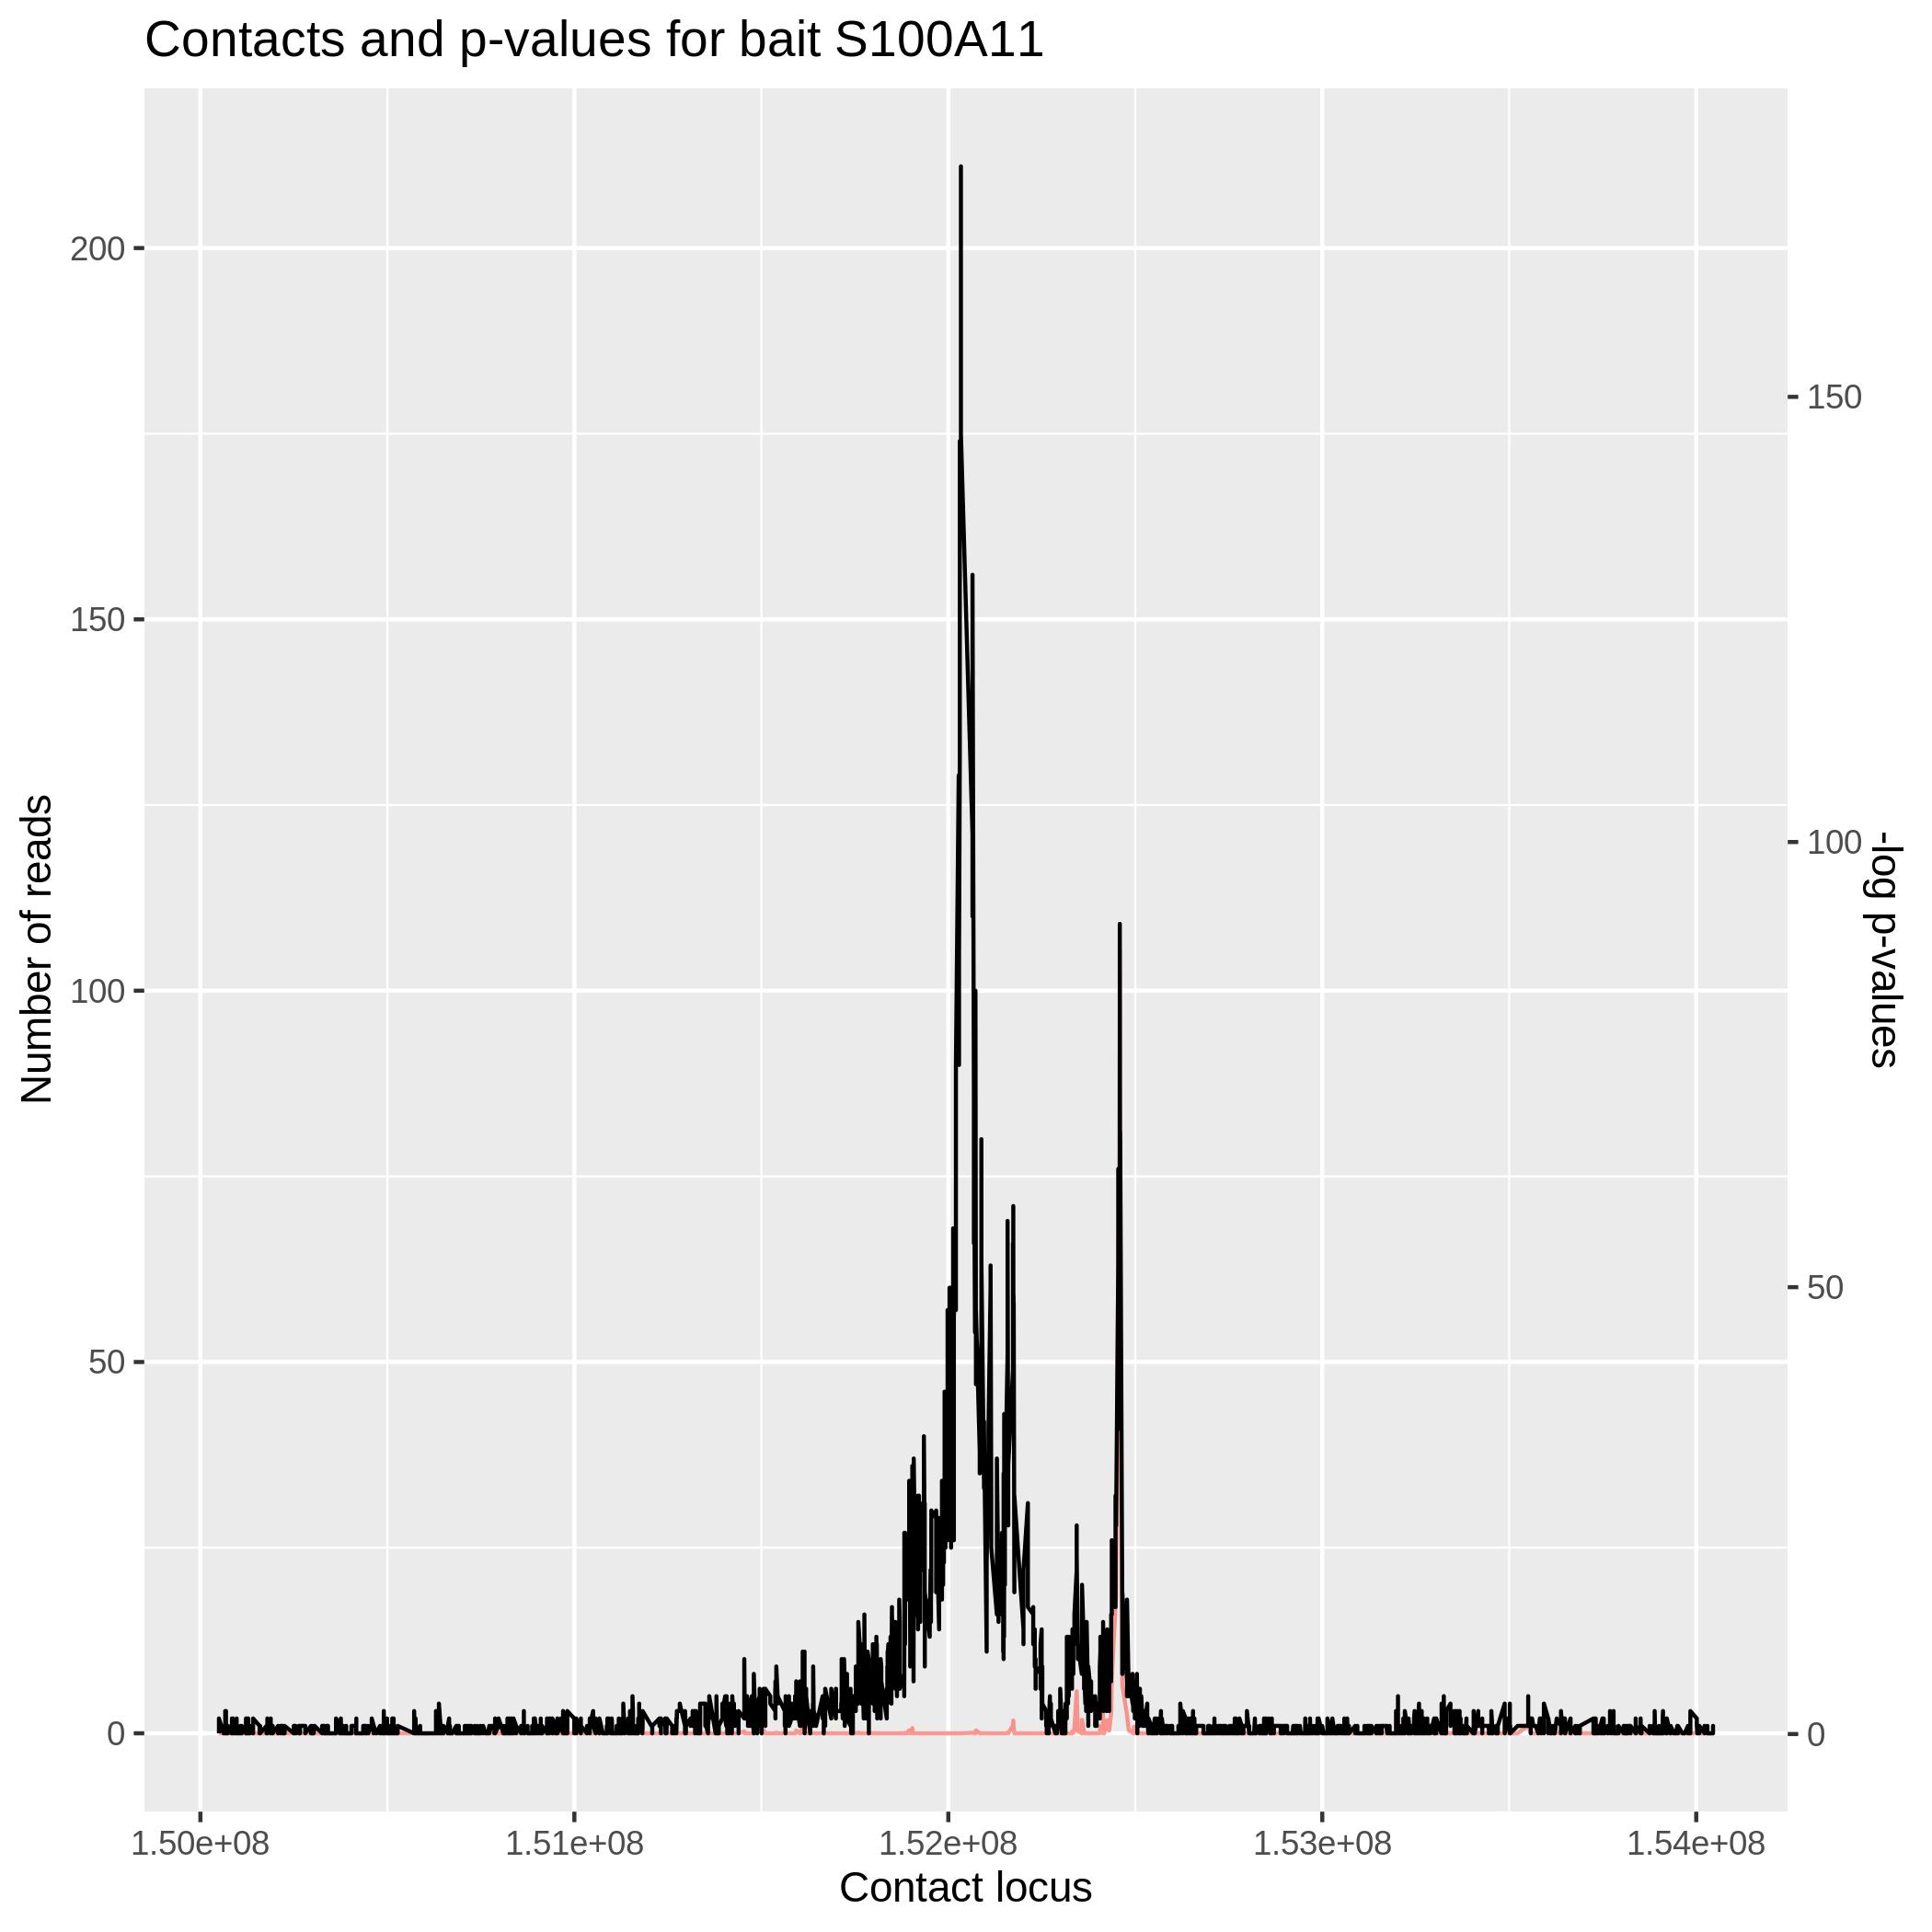 Contacts and p-values for bait S100A11
Number of reads
200
150
100
50
0
150
100
50
0
-log p-values
1.50e+08 1.51e+08 1.52e+08 1.53e+08 1.54e+08
Contact locus